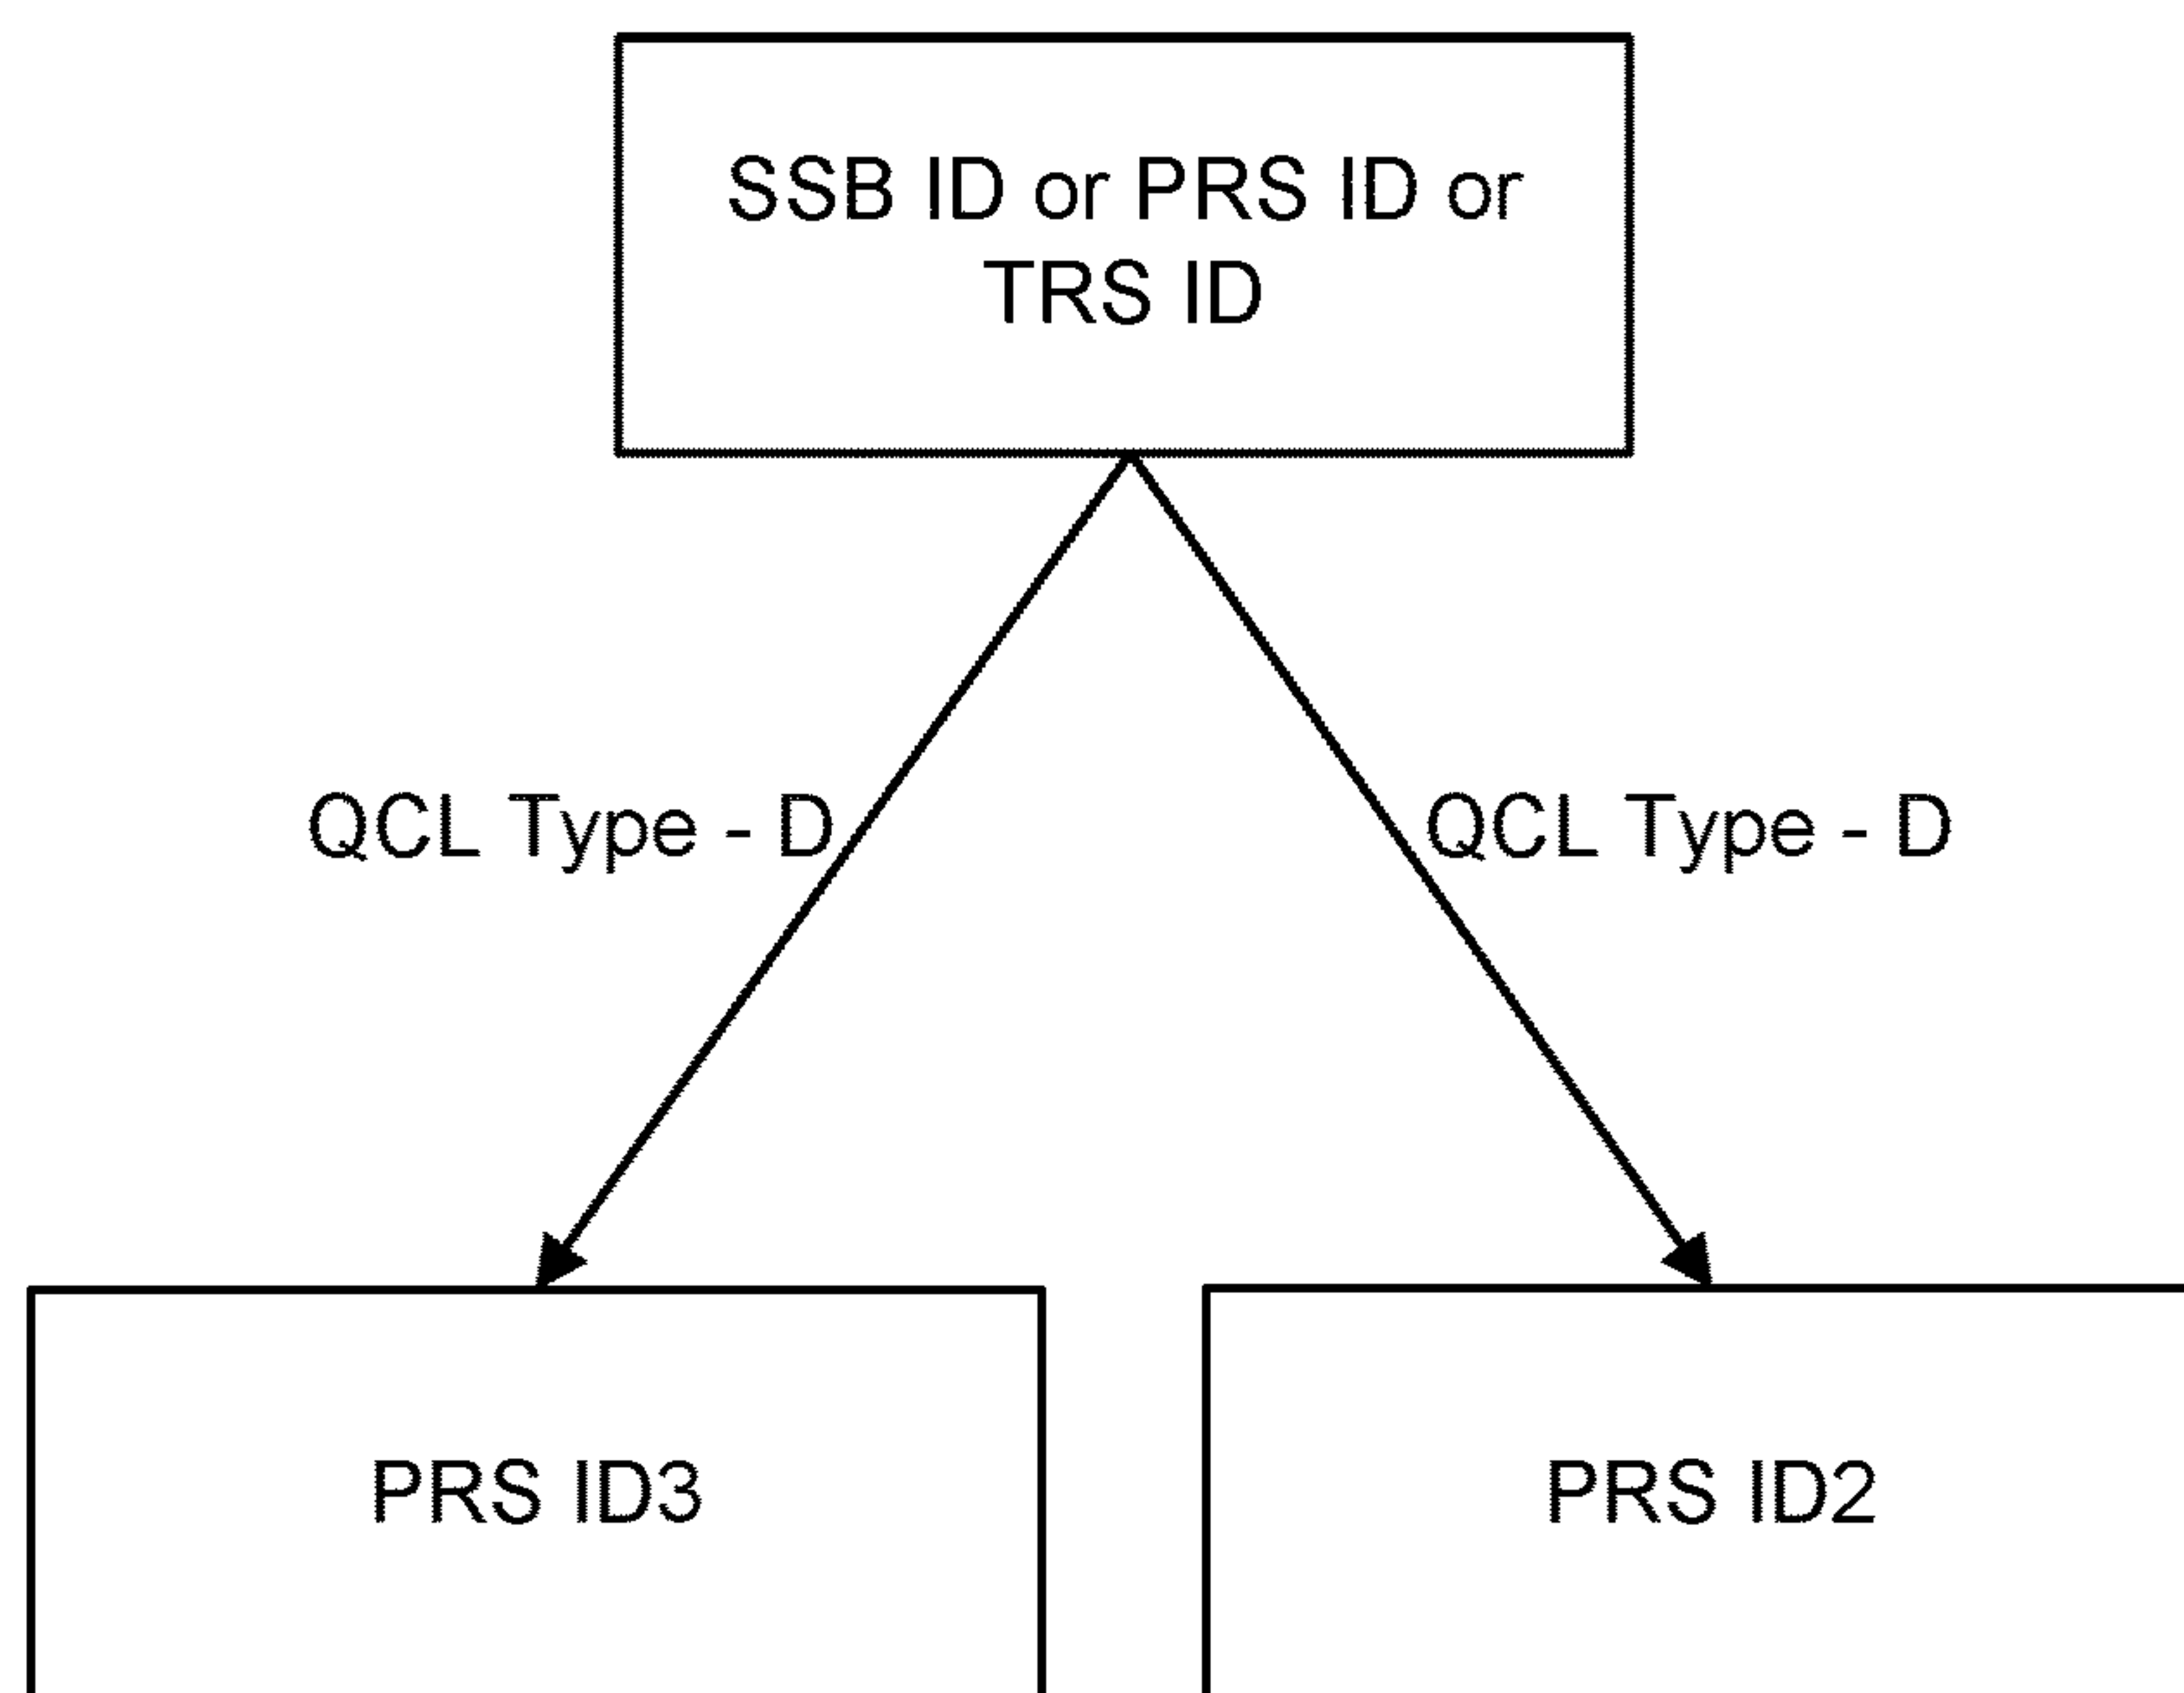 SSB ID or PRS ID or
TRS ID
QCL Type - D
QCL Type - D
PRS ID3
PRS ID2